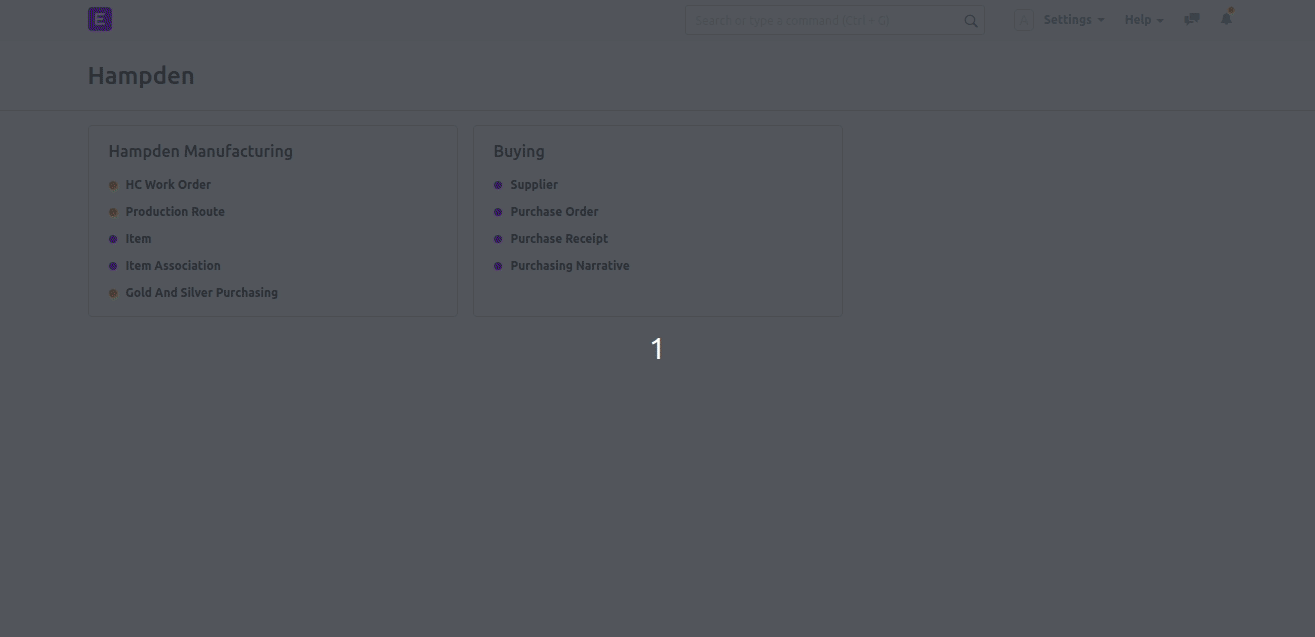 E
Search or type a command (Ctrl + G)
A
Settings
Help
Hampden
Hampden Manufacturing
HC Work Order
Production Route
Item
Item Association
Gold And Silver Purchasing
Buying
Supplier
Purchase Order
Purchase Receipt
Purchasing Narrative
1